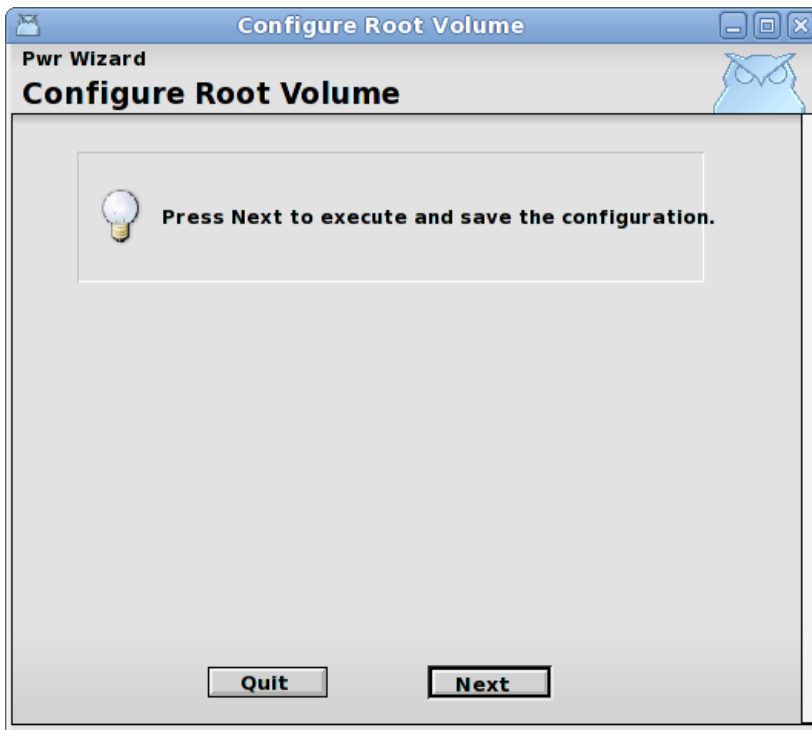 Configure Root Volume
Pwr Wizard
Configure Root Volume
Press Next to execute and save the configuration.
Quit
Next